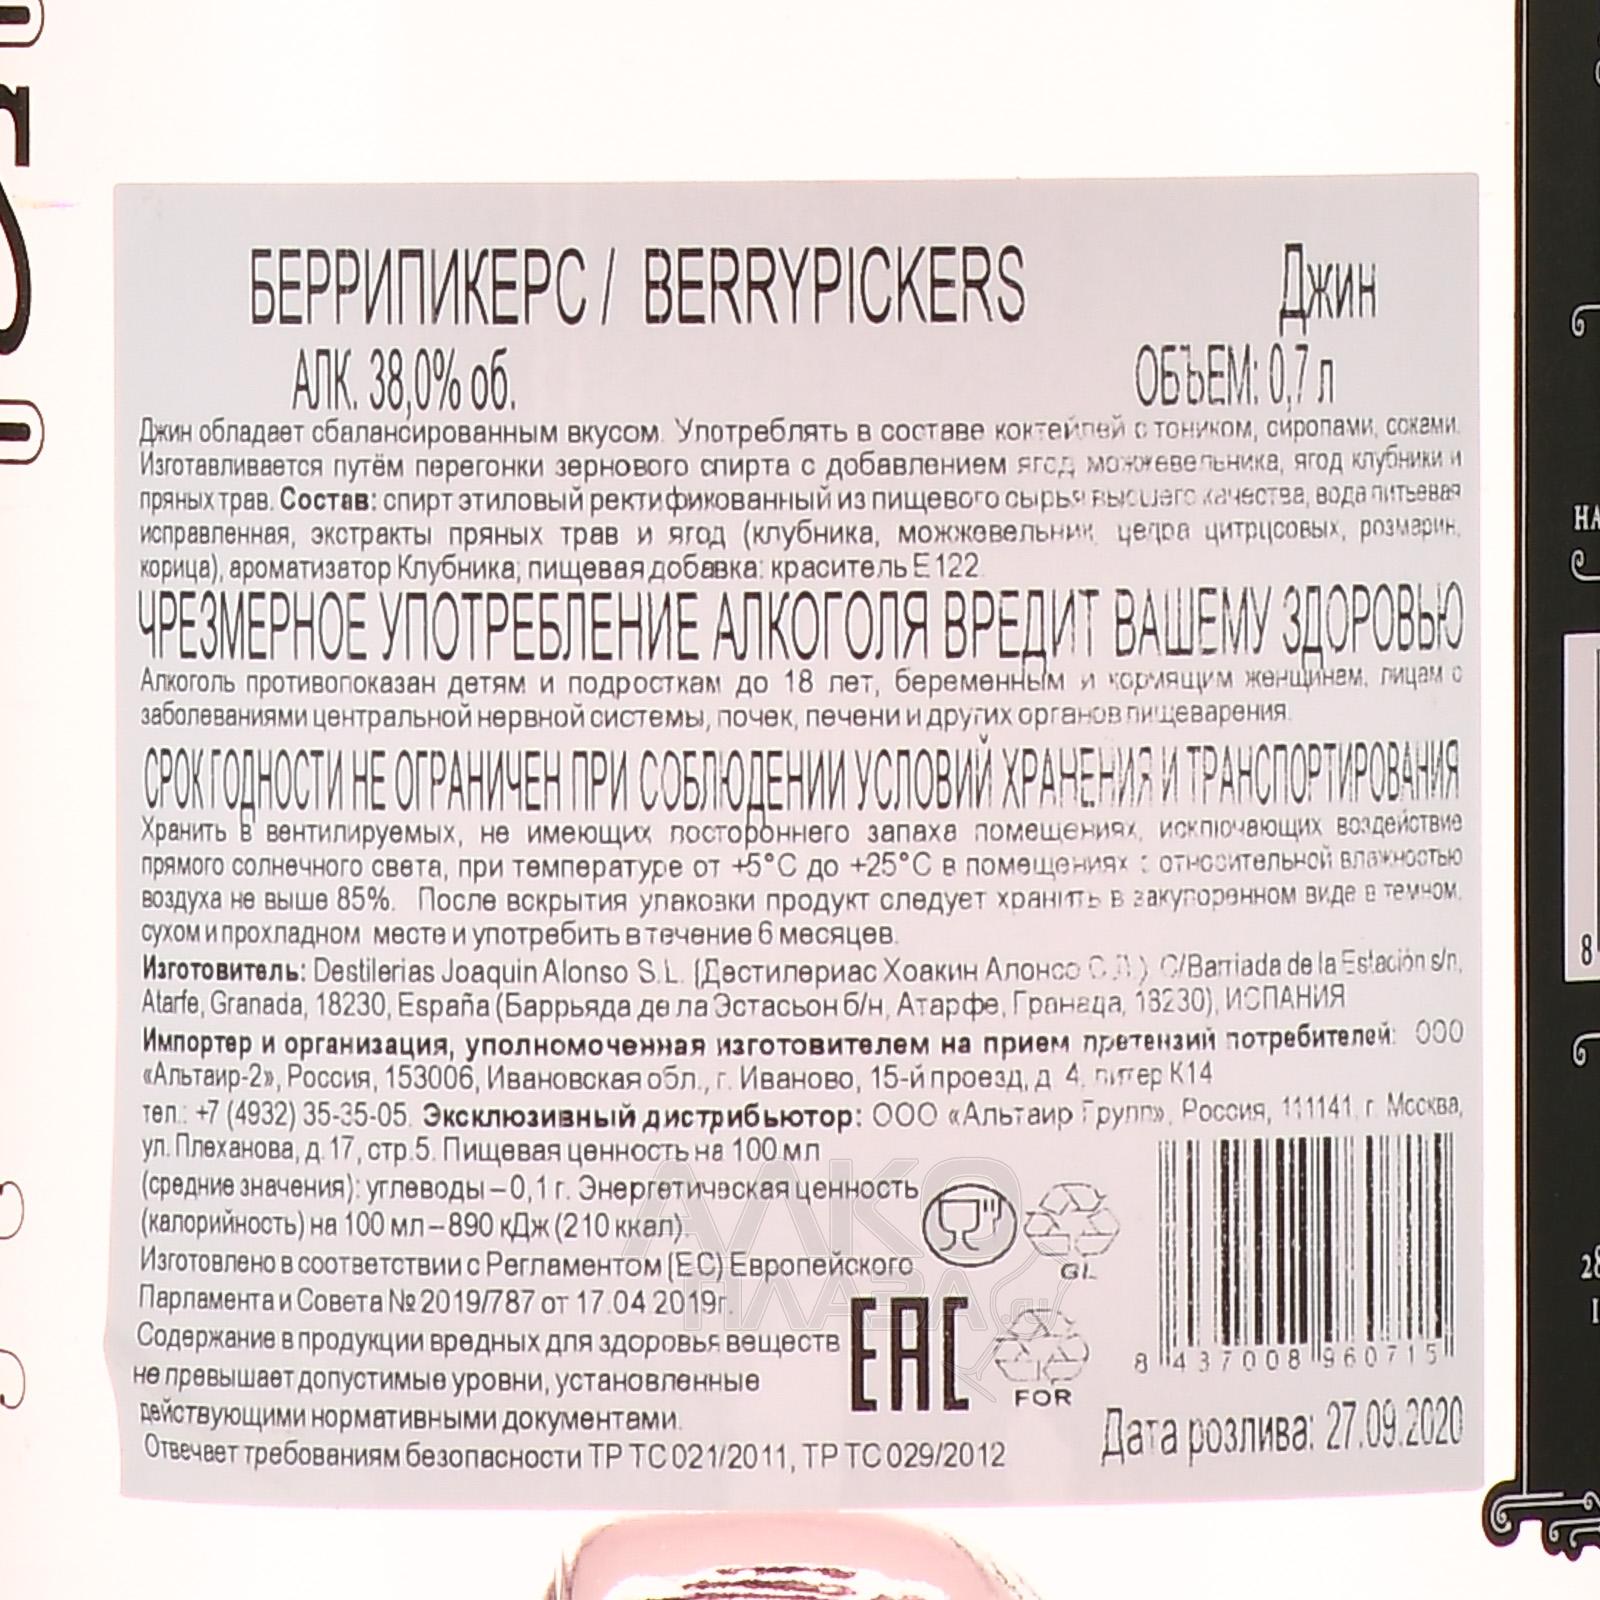 БЕРРИПИКЕРС / BERRYPICKERS Джин
АЛК. 38,0% об. ОБЪЕМ: 0,7 л
Джин обладает сбалансированным вкусом. Употреблять в составе коктейлей с тоником, сиропами, соками.
Изготавливается путём перегонки зернового спирта с добавлением ягод можжевельника, ягод клубники и
пряных трав. Состав: спирт этиловый ректификованный из пищевого сырья высшего качества, вода питьевая
исправленная, экстракты пряных трав и ягод (клубника, можжевельник, цедра цитрусовых, розмарин,
корица), ароматизатор Клубника; пищевая добавка: краситель Е 122.
ЧРЕЗМЕРНОЕ УПОТРЕБЛЕНИЕ АЛКОГОЛЯ ВРЕДИТ ВАШЕМУ ЗДОРОВЬЮ
Алкоголь противопоказан детям и подросткам до 18 лет, беременным и кормящим женщинам, лицам с
заболеваниями центральной нервной системы, почек, печени и других органов пищеварения.
СРОК ГОДНОСТИ НЕ ОГРАНИЧЕН ПРИ СОБЛЮДЕНИИ УСЛОВИЙ ХРАНЕНИЯ И ТРАНСПОРТИРОВАНИЯ
Хранить в вентилируемых, не имеющих постороннего запаха помещениях, исключающих воздействие
прямого солнечного света, при температуре от +5°С до +25°С в помещениях с относительной влажностью
воздуха не выше 85%. После вскрытия упаковки продукт следует хранить в закупоренном виде в темном,
сухом и прохладном месте и употребить в течение 6 месяцев.
Изготовитель: Destilerias Joaquin Alonso S.L. (Дестилериас Хоакин Алонсо С.Л.), C/Barriada de la Estación s/n,
Atarfe, Granada, 18230, España (Баррьяда де ла Эстасьон б/н, Атарфе, Гранада, 18230), ИСПАНИЯ
Импортер и организация, уполномоченная изготовителем на прием претензий потребителей: ООО
«Альтаир-2», Россия, 153006, Ивановская обл., г. Иваново, 15-й проезд, д. 4, литер К14
тел.: +7 (4932) 35-35-05. Эксклюзивный дистрибьютор: ООО «Альтаир Групп», Россия, 111141, г. Москва,
ул. Плеханова, д. 17, стр.5. Пищевая ценность на 100 мл
(средние значения): углеводы – 0,1 г. Энергетическая ценность
(калорийность) на 100 мл – 890 кДж (210 ккал).
Изготовлено в соответствии с Регламентом (ЕС) Европейского
Парламента и Совета № 2019/787 от 17.04 2019г.
Содержание в продукции вредных для здоровья веществ
не превышает допустимые уровни, установленные
действующими нормативными документами.
Отвечает требованиям безопасности ТР ТС 021/2011, ТР ТС 029/2012
GL
EAC
FOR
8 437008 960715
Дата розлива: 27.09.2020
АЛКО
ПЛАЗА.ru
НА
8
28